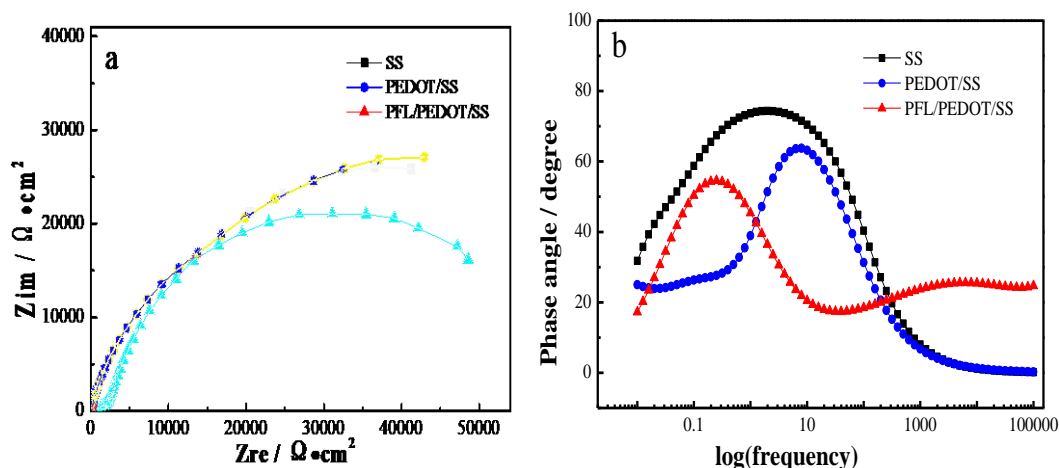 a
SS
PEDOT/SS
PFL/PEDOT/SS
40000
30000
20000
10000
0
Zim / Ω •cm²
0 10000 20000 30000 40000 50000
Zre / Ω •cm²
b
SS
PEDOT/SS
PFL/PEDOT/SS
100
80
60
40
20
0
Phase angle / degree
0.1 10 1000 100000
log(frequency)